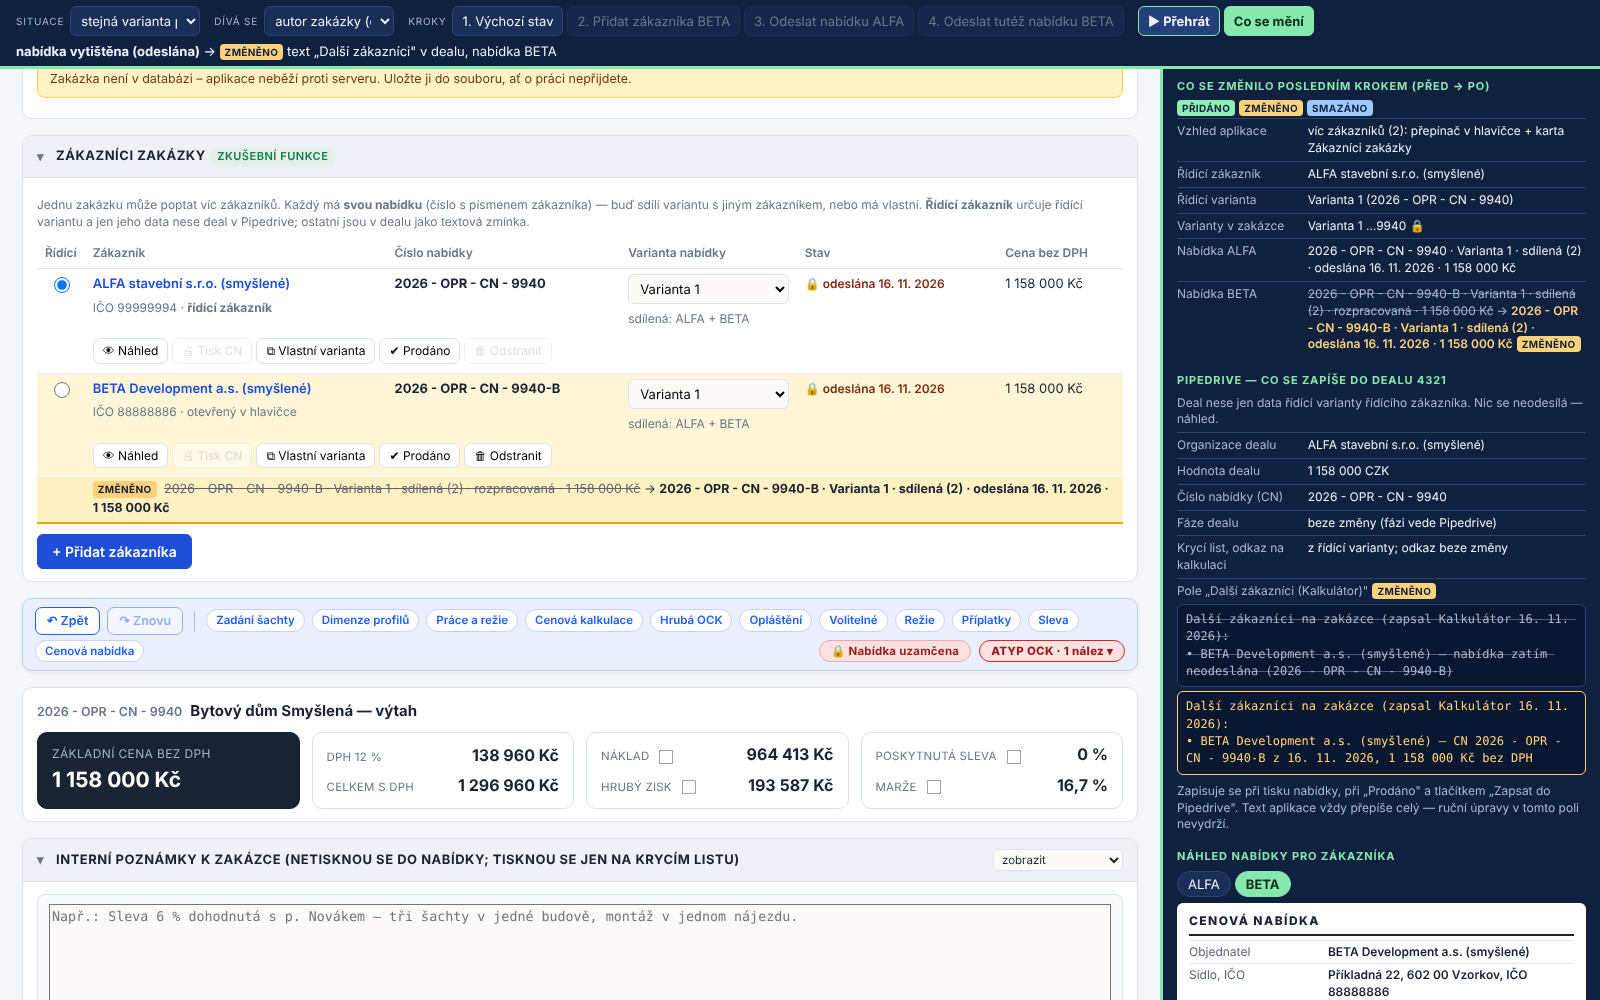 SITUACE stejná varianta DÍVÁ SE autor zakázky KROKY 1. Výchozí stav 2. Přidat zákazníka BETA 3. Odeslat nabídku ALFA 4. Odeslat tutéž nabídku BETA ▶ Přehrát Co se mění
nabídka vytištěna (odeslána) → ZMĚNĚNO text „Další zákazníci" v dealu, nabídka BETA
Zakázka není v databázi – aplikace neběží proti serveru. Uložte ji do souboru, ať o práci nepřijdete.
▼ ZÁKAZNÍCI ZAKÁZKY ZKUŠEBNÍ FUNKCE
Jednu zakázku může poptat víc zákazníků. Každý má svou nabídku (číslo s písmenem zákazníka) — buď sdílí variantu s jiným zákazníkem, nebo má vlastní. Řídící zákazník určuje řídící
variantu a jen jeho data nese deal v Pipedrive; ostatní jsou v dealu jako textová zmínka.
Řídící Zákazník Číslo nabídky Varianta nabídky Stav Cena bez DPH
ALFA stavební s.r.o. (smyšlené) 2026 - OPR - CN - 9940 Varianta 1 🔒 odeslána 16. 11. 2026 1 158 000 Kč
IČO 99999994 · řídící zákazník sdílená: ALFA + BETA
👁 Náhled 🖨 Tisk CN ⧉ Vlastní varianta ✔ Prodáno 🗑 Odstranit
BETA Development a.s. (smyšlené) 2026 - OPR - CN - 9940-B Varianta 1 🔒 odeslána 16. 11. 2026 1 158 000 Kč
IČO 88888886 · otevřený v hlavičce sdílená: ALFA + BETA
👁 Náhled 🖨 Tisk CN ⧉ Vlastní varianta ✔ Prodáno 🗑 Odstranit
ZMĚNĚNO 2026 - OPR - CN - 9940-B · Varianta 1 · sdílená (2) · rozpracovaná · 1 158 000 Kč → 2026 - OPR - CN - 9940-B · Varianta 1 · sdílená (2) · odeslána 16. 11. 2026 ·
1 158 000 Kč
+ Přidat zákazníka
↶ Zpět ↷ Znovu Zadání šachty Dimenze profilů Práce a režie Cenová kalkulace Hrubá OCK Opláštění Volitelné Režie Příplatky Sleva
Cenová nabídka 🔒 Nabídka uzamčena ATYP OCK · 1 nález ▾
2026 - OPR - CN - 9940 Bytový dům Smyšlená — výtah
ZÁKLADNÍ CENA BEZ DPH
1 158 000 Kč
DPH 12 % 138 960 Kč
CELKEM S DPH 1 296 960 Kč
NÁKLAD 964 413 Kč
HRUBÝ ZISK 193 587 Kč
POSKYTNUTÁ SLEVA 0 %
MARŽE 16,7 %
▼ INTERNÍ POZNÁMKY K ZAKÁZCE (NETISKNOU SE DO NABÍDKY; TISKNOU SE JEN NA KRYCÍM LISTU) zobrazit
Např.: Sleva 6 % dohodnutá s p. Novákem — tři šachty v jedné budově, montáž v jednom nájezdu.
CO SE ZMĚNILO POSLEDNÍM KROKEM (PŘED → PO)
PŘIDÁNO ZMĚNĚNO SMAZÁNO
Vzhled aplikace víc zákazníků (2): přepínač v hlavičce + karta
Zákazníci zakázky
Řídící zákazník ALFA stavební s.r.o. (smyšlené)
Řídící varianta Varianta 1 (2026 - OPR - CN - 9940)
Varianty v zakázce Varianta 1 …9940 🔒
Nabídka ALFA 2026 - OPR - CN - 9940 · Varianta 1 · sdílená (2)
· odeslána 16. 11. 2026 · 1 158 000 Kč
Nabídka BETA 2026 - OPR - CN - 9940-B · Varianta 1 · sdílená
(2) · rozpracovaná · 1 158 000 Kč → 2026 - OPR
- CN - 9940-B · Varianta 1 · sdílená (2) ·
odeslána 16. 11. 2026 · 1 158 000 Kč ZMĚNĚNO
PIPEDRIVE — CO SE ZAPÍŠE DO DEALU 4321
Deal nese jen data řídící varianty řídícího zákazníka. Nic se neodesílá —
náhled.
Organizace dealu ALFA stavební s.r.o. (smyšlené)
Hodnota dealu 1 158 000 CZK
Číslo nabídky (CN) 2026 - OPR - CN - 9940
Fáze dealu beze změny (fázi vede Pipedrive)
Krycí list, odkaz na z řídící varianty; odkaz beze změny
kalkulaci
Pole „Další zákazníci (Kalkulátor)" ZMĚNĚNO
Další zákazníci na zakázce (zapsal Kalkulátor 16. 11.
2026):
• BETA Development a.s. (smyšlené) — nabídka zatím
neodeslána (2026 - OPR - CN - 9940-B)
Další zákazníci na zakázce (zapsal Kalkulátor 16. 11.
2026):
• BETA Development a.s. (smyšlené) — CN 2026 - OPR -
CN - 9940-B z 16. 11. 2026, 1 158 000 Kč bez DPH
Zapisuje se při tisku nabídky, při „Prodáno" a tlačítkem „Zapsat do
Pipedrive". Text aplikace vždy přepíše celý — ruční úpravy v tomto poli
nevydrží.
NÁHLED NABÍDKY PRO ZÁKAZNÍKA
ALFA BETA
CENOVÁ NABÍDKA
Objednatel BETA Development a.s. (smyšlené)
Sídlo, IČO Příkladná 22, 602 00 Vzorkov, IČO
88888886